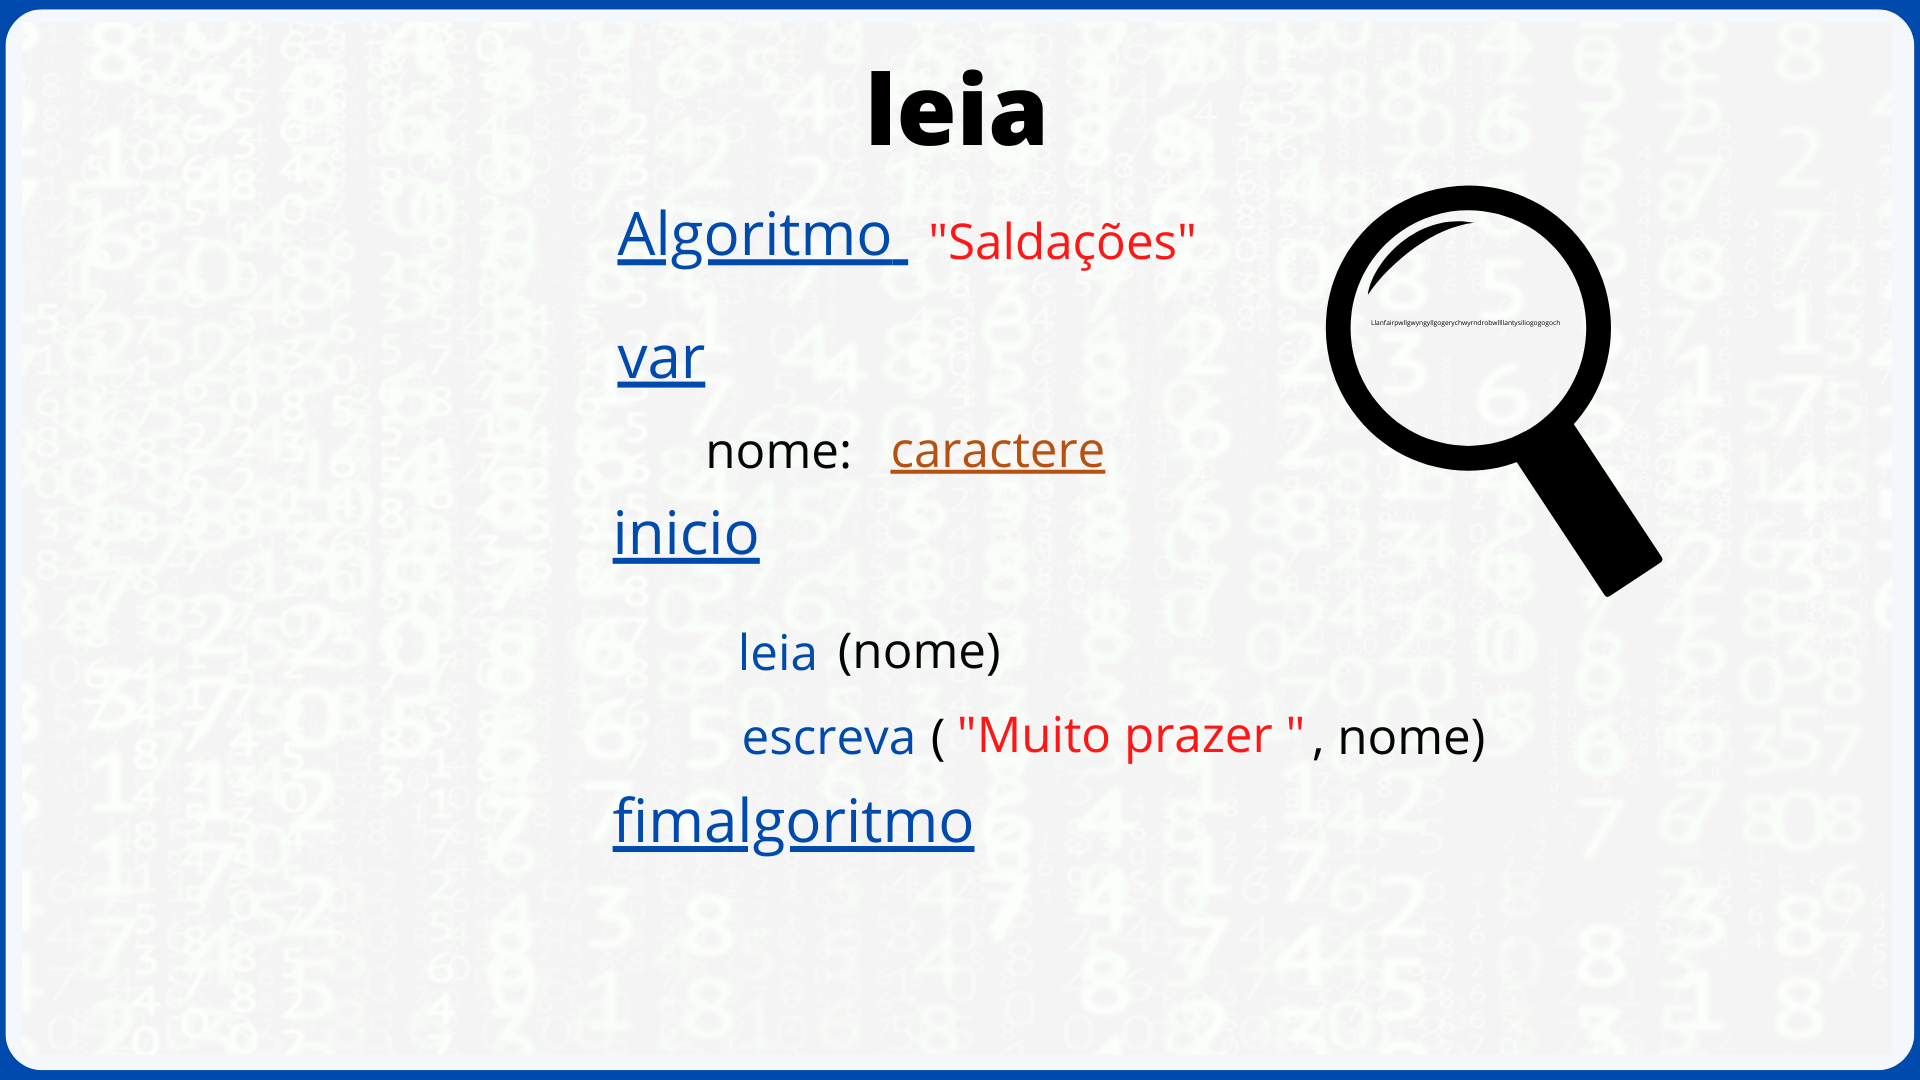 leia
Algoritmo "Saldações"
Llanfairpwllgwyngyllgogerychwyrndrobwllllantysiliogogogoch
var
nome: caractere
inicio
leia (nome)
escreva ( "Muito prazer " , nome)
fimalgoritmo